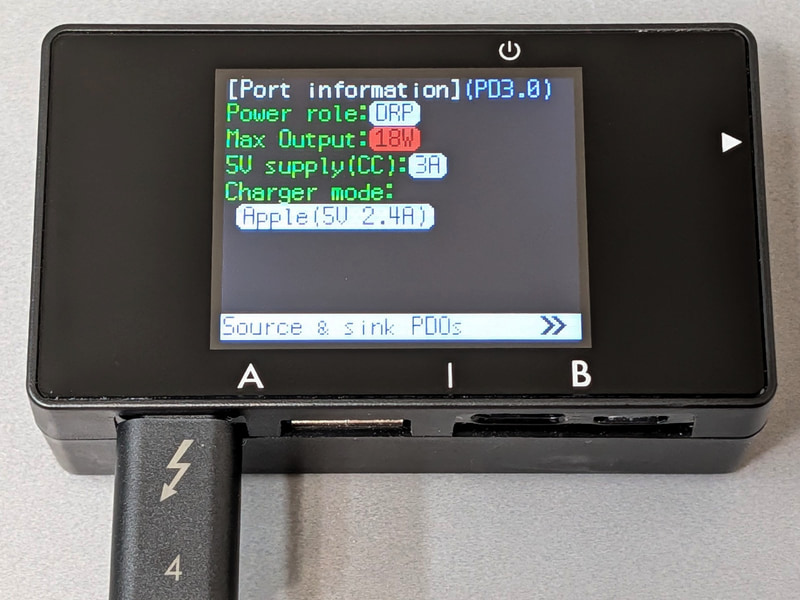 [Port information](PD3.0)
Power role:DRP
Max Output:18W
5V supply(CC):3A
Charger mode:
Apple(5V 2.4A)
Source & sink PDOs
A | B
4